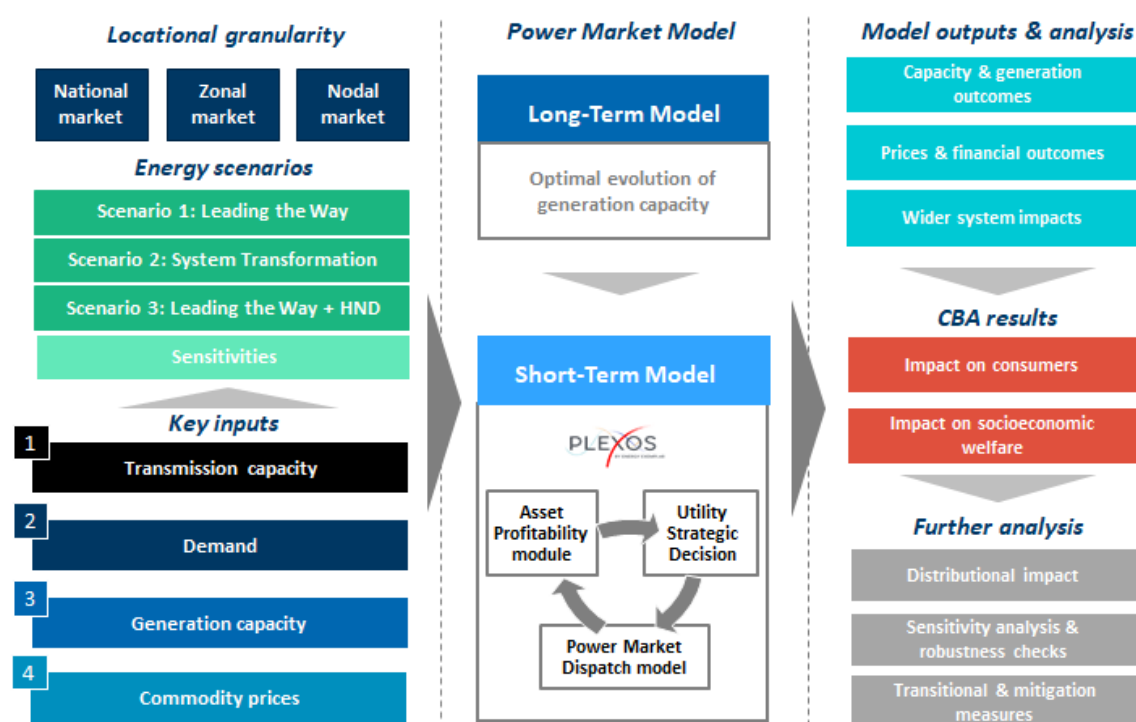 Locational granularity
National
market
Zonal
market
Nodal
market
Energy scenarios
Scenario 1: Leading the Way
Scenario 2: System Transformation
Scenario 3: Leading the Way + HND
Sensitivities
Key inputs
1
Transmission capacity
2
Demand
3
Generation capacity
4
Commodity prices
Power Market Model
Long-Term Model
Optimal evolution of
generation capacity
Short-Term Model
PLEXOS
BY ENERGY EXEMPLAR
Asset
Profitability
module
Utility
Strategic
Decision
Power Market
Dispatch model
Model outputs & analysis
Capacity & generation
outcomes
Prices & financial outcomes
Wider system impacts
CBA results
Impact on consumers
Impact on socioeconomic
welfare
Further analysis
Distributional impact
Sensitivity analysis &
robustness checks
Transitional & mitigation
measures